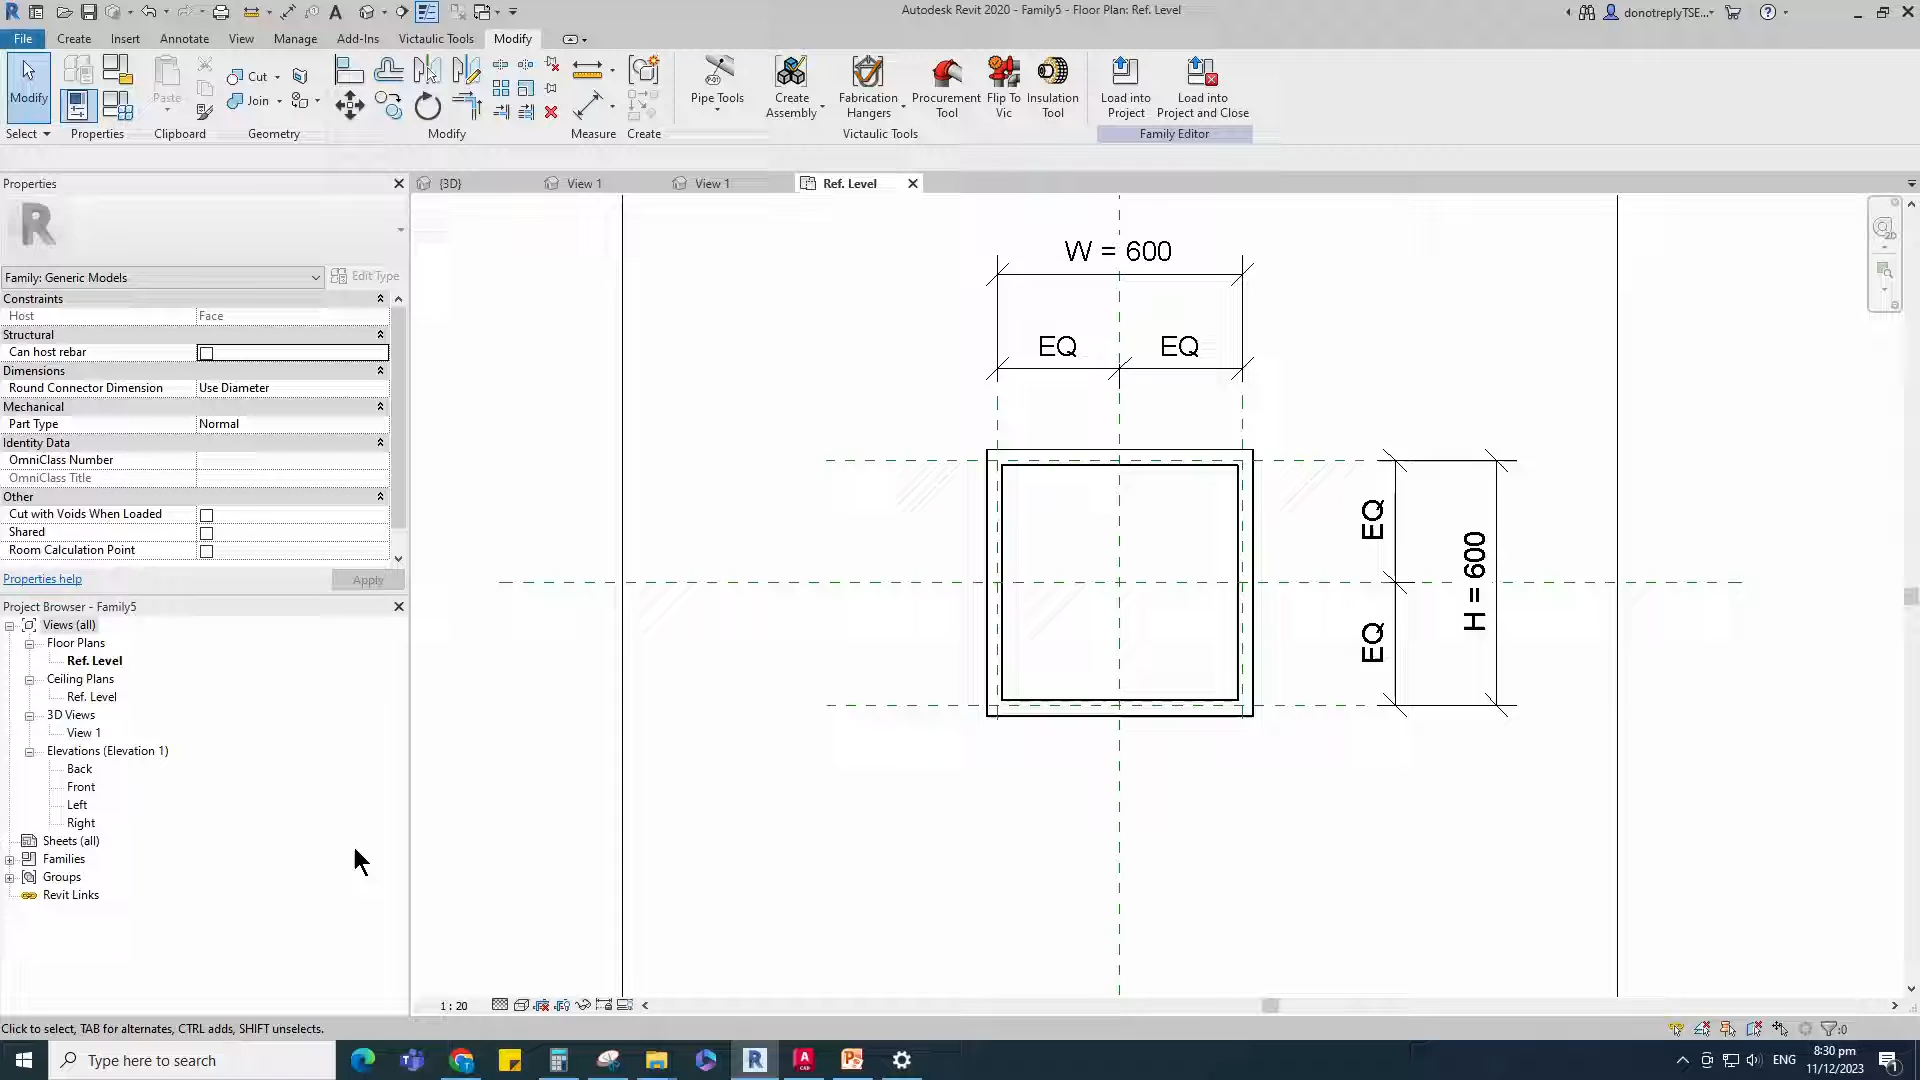 Autodesk Revit 2020 - Family5 - Floor Plan: Ref. Level
donotreplyTSE...
File
Create
Insert
Annotate
View
Manage
Add-Ins
Victaulic Tools
Modify
Modify
Paste
Cut
Join
Pipe Tools
Create Assembly
Fabrication Hangers
Procurement Tool
Flip To Vic
Insulation Tool
Load into Project
Load into Project and Close
Select
Properties
Clipboard
Geometry
Modify
Measure
Create
Victaulic Tools
Family Editor
Properties
{3D}
View 1
View 1
Ref. Level
Family: Generic Models
Edit Type
Constraints
Host Face
Structural
Can host rebar
Dimensions
Round Connector Dimension Use Diameter
Mechanical
Part Type Normal
Identity Data
OmniClass Number
OmniClass Title
Other
Cut with Voids When Loaded
Shared
Room Calculation Point
Properties help
Apply
Project Browser - Family5
Views (all)
Floor Plans
Ref. Level
Ceiling Plans
Ref. Level
3D Views
View 1
Elevations (Elevation 1)
Back
Front
Left
Right
Sheets (all)
Families
Groups
Revit Links
W = 600
EQ EQ
EQ
EQ
H = 600
1 : 20
Click to select, TAB for alternates, CTRL adds, SHIFT unselects.
:0
Type here to search
ENG
8:30 pm
11/12/2023